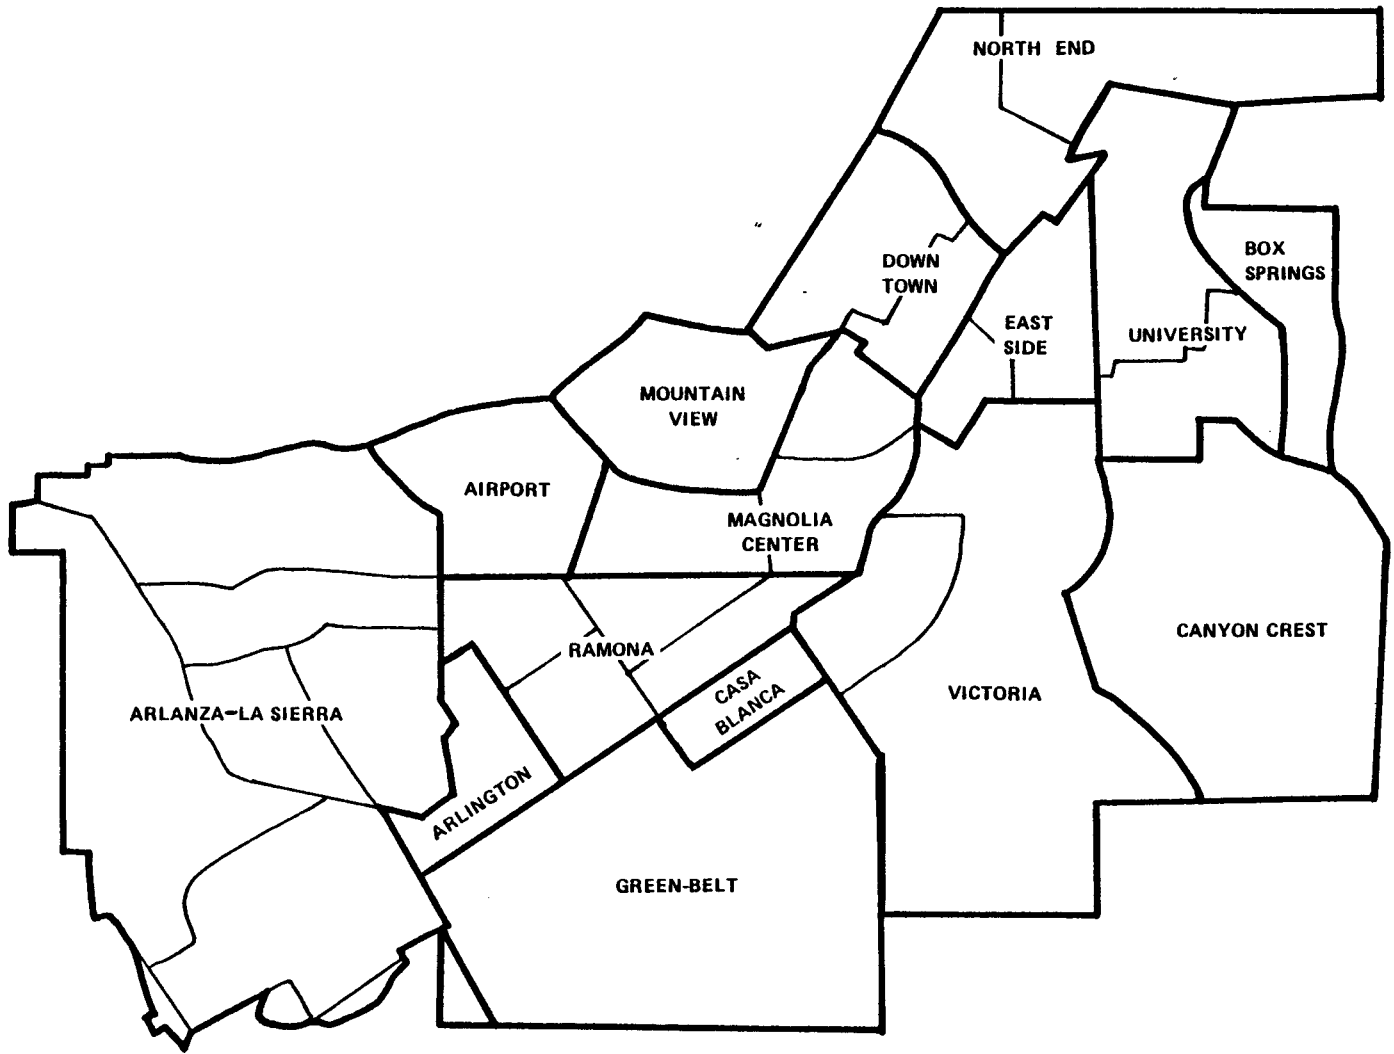 NORTH END
DOWN
TOWN
BOX
SPRINGS
EAST
SIDE
UNIVERSITY
MOUNTAIN
VIEW
AIRPORT
MAGNOLIA
CENTER
RAMONA
CANYON CREST
CASA
BLANCA
VICTORIA
ARLANZA-LA SIERRA
ARLINGTON
GREEN-BELT